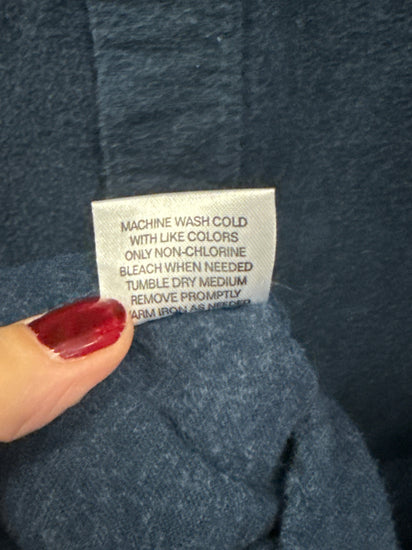 MACHINE WASH COLD
WITH LIKE COLORS
ONLY NON-CHLORINE
BLEACH WHEN NEEDED
TUMBLE DRY MEDIUM
REMOVE PROMPTLY
WARM IRON AS NEEDED